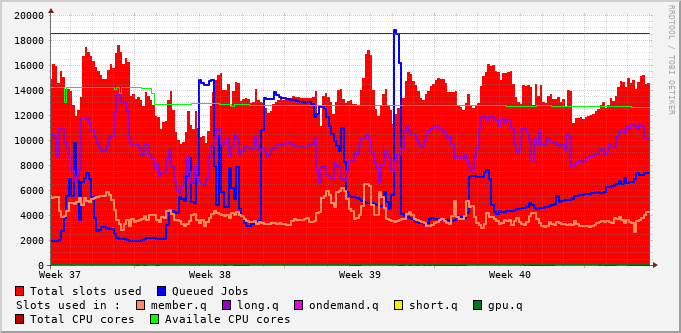 20000
18000
16000
14000
12000
10000
8000
6000
4000
2000
0
Week 37 Week 38 Week 39 Week 40
Total slots used Queued Jobs
Slots used in : member.q long.q ondemand.q short.q gpu.q
Total CPU cores Availale CPU cores
RRDTOOL / TOBI OETIKER